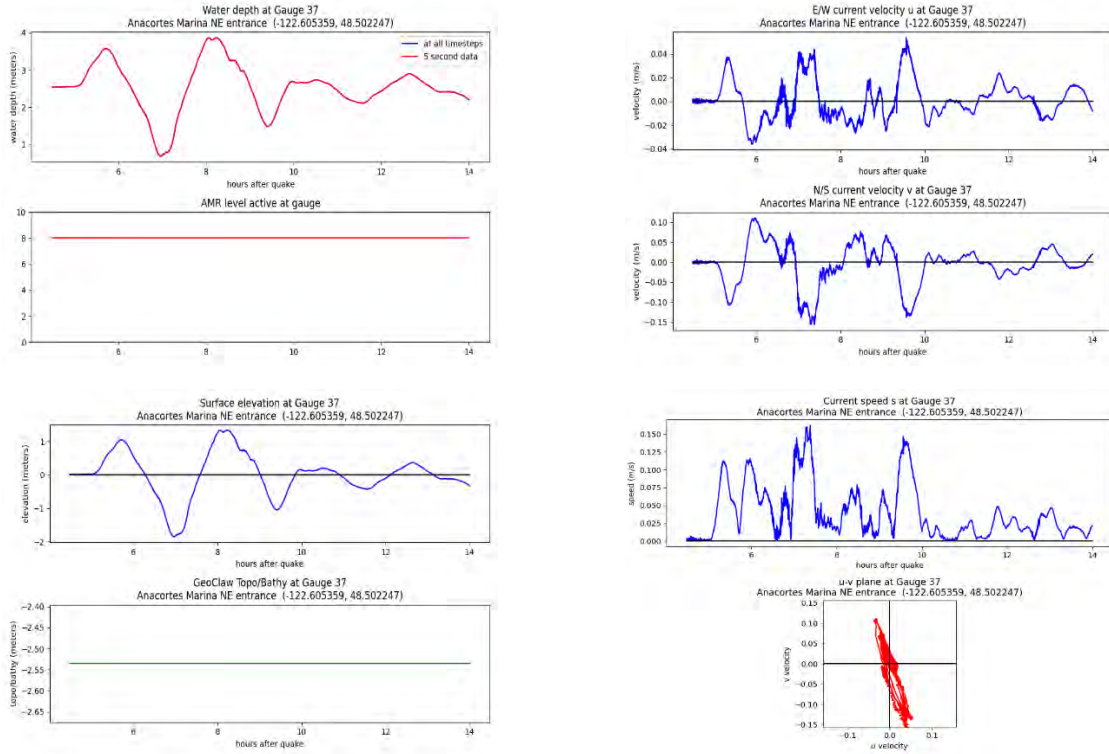 Water depth at Gauge 37
Anacortes Marina NE entrance (-122.605359, 48.502247)
at all timesteps
5 second data
water depth (meters)
4
3
2
1
6
8
10
12
14
hours after quake
AMR level active at gauge
10
8
6
4
2
0
6
8
10
12
14
hours after quake
Surface elevation at Gauge 37
Anacortes Marina NE entrance (-122.605359, 48.502247)
elevation (meters)
1
0
−1
−2
6
8
10
12
14
hours after quake
GeoClaw Topo/Bathy at Gauge 37
Anacortes Marina NE entrance (-122.605359, 48.502247)
topo/bathy (meters)
−2.40
−2.45
−2.50
−2.55
−2.60
−2.65
6
8
10
12
14
hours after quake
E/W current velocity u at Gauge 37
Anacortes Marina NE entrance (-122.605359, 48.502247)
velocity (m/s)
0.04
0.02
0.00
−0.02
−0.04
6
8
10
12
14
hours after quake
N/S current velocity v at Gauge 37
Anacortes Marina NE entrance (-122.605359, 48.502247)
velocity (m/s)
0.10
0.05
0.00
−0.05
−0.10
−0.15
6
8
10
12
14
hours after quake
Current speed s at Gauge 37
Anacortes Marina NE entrance (-122.605359, 48.502247)
speed (m/s)
0.150
0.125
0.100
0.075
0.050
0.025
0.000
6
8
10
12
14
hours after quake
u-v plane at Gauge 37
Anacortes Marina NE entrance (-122.605359, 48.502247)
v velocity
0.15
0.10
0.05
0.00
−0.05
−0.10
−0.15
−0.1
0.0
0.1
u velocity